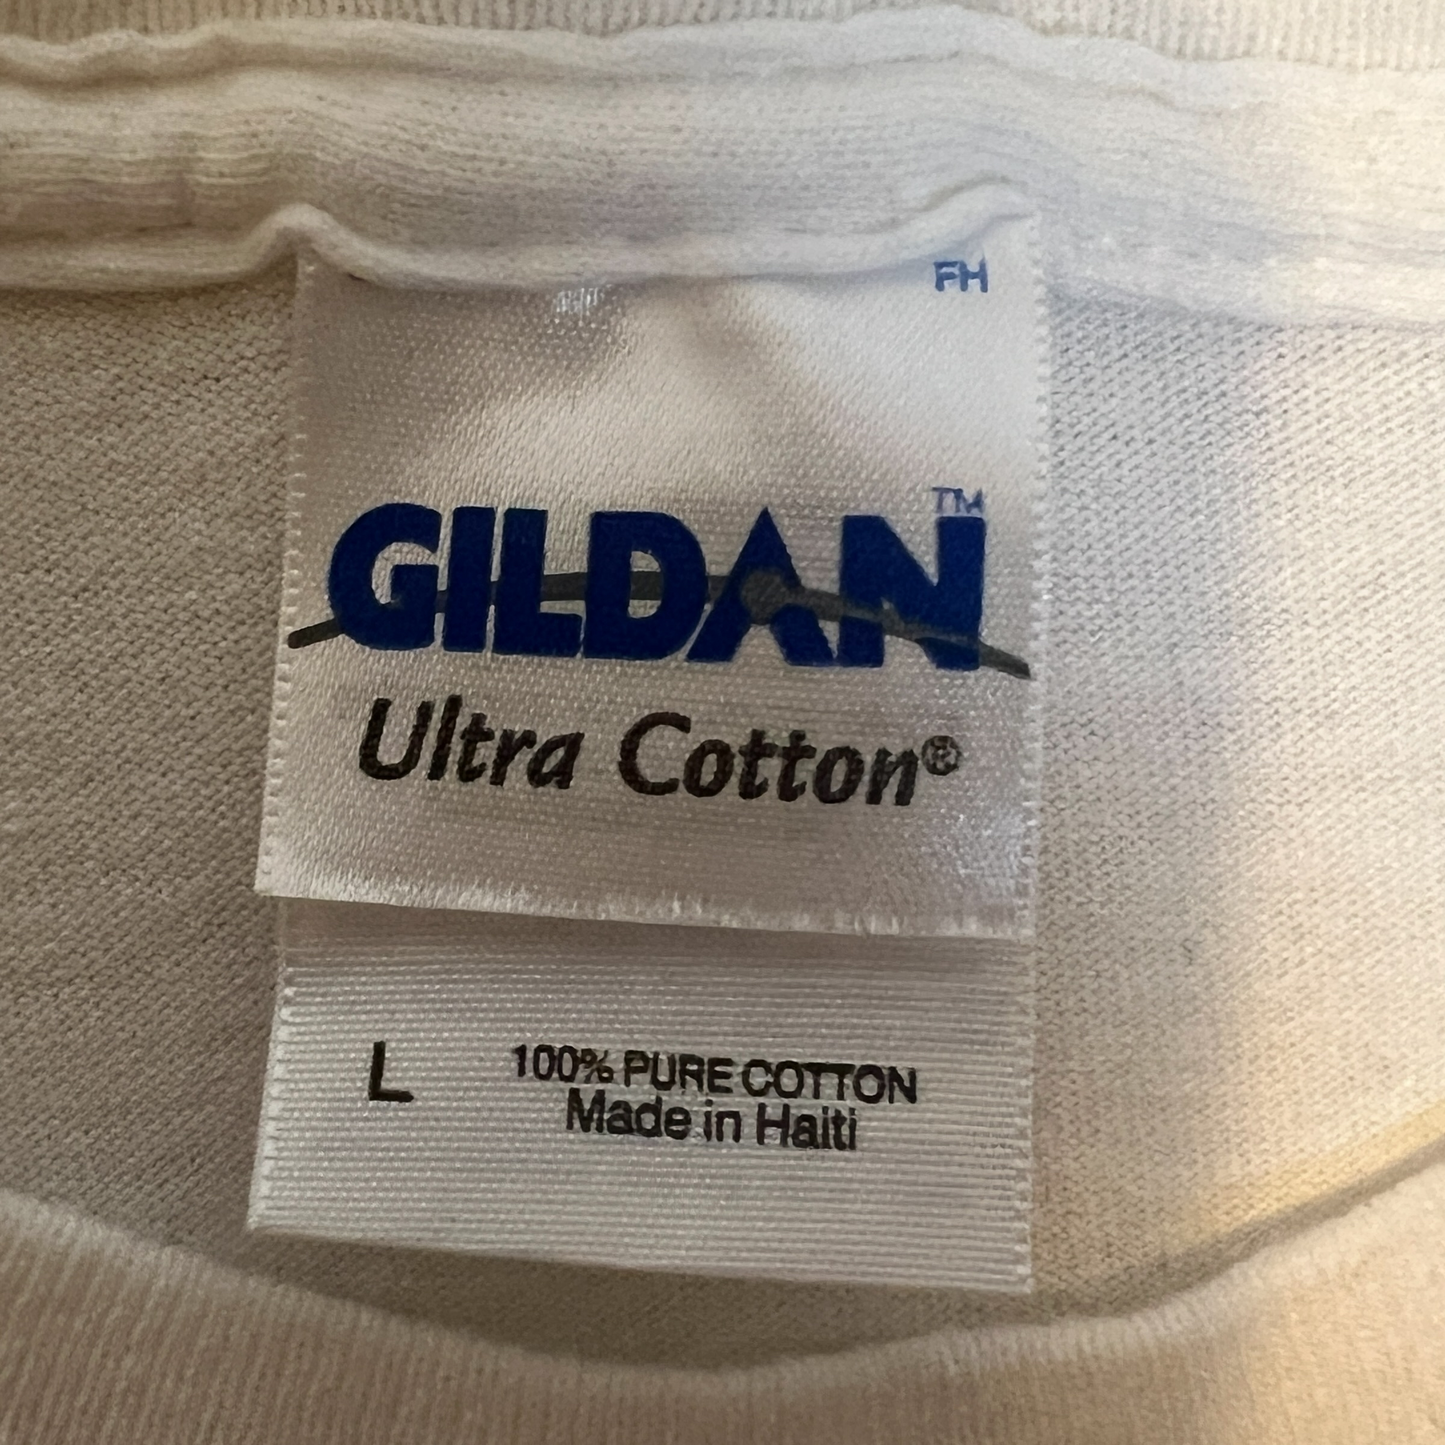 FH
GILDAN™
Ultra Cotton®
L 100% PURE COTTON
Made in Haiti